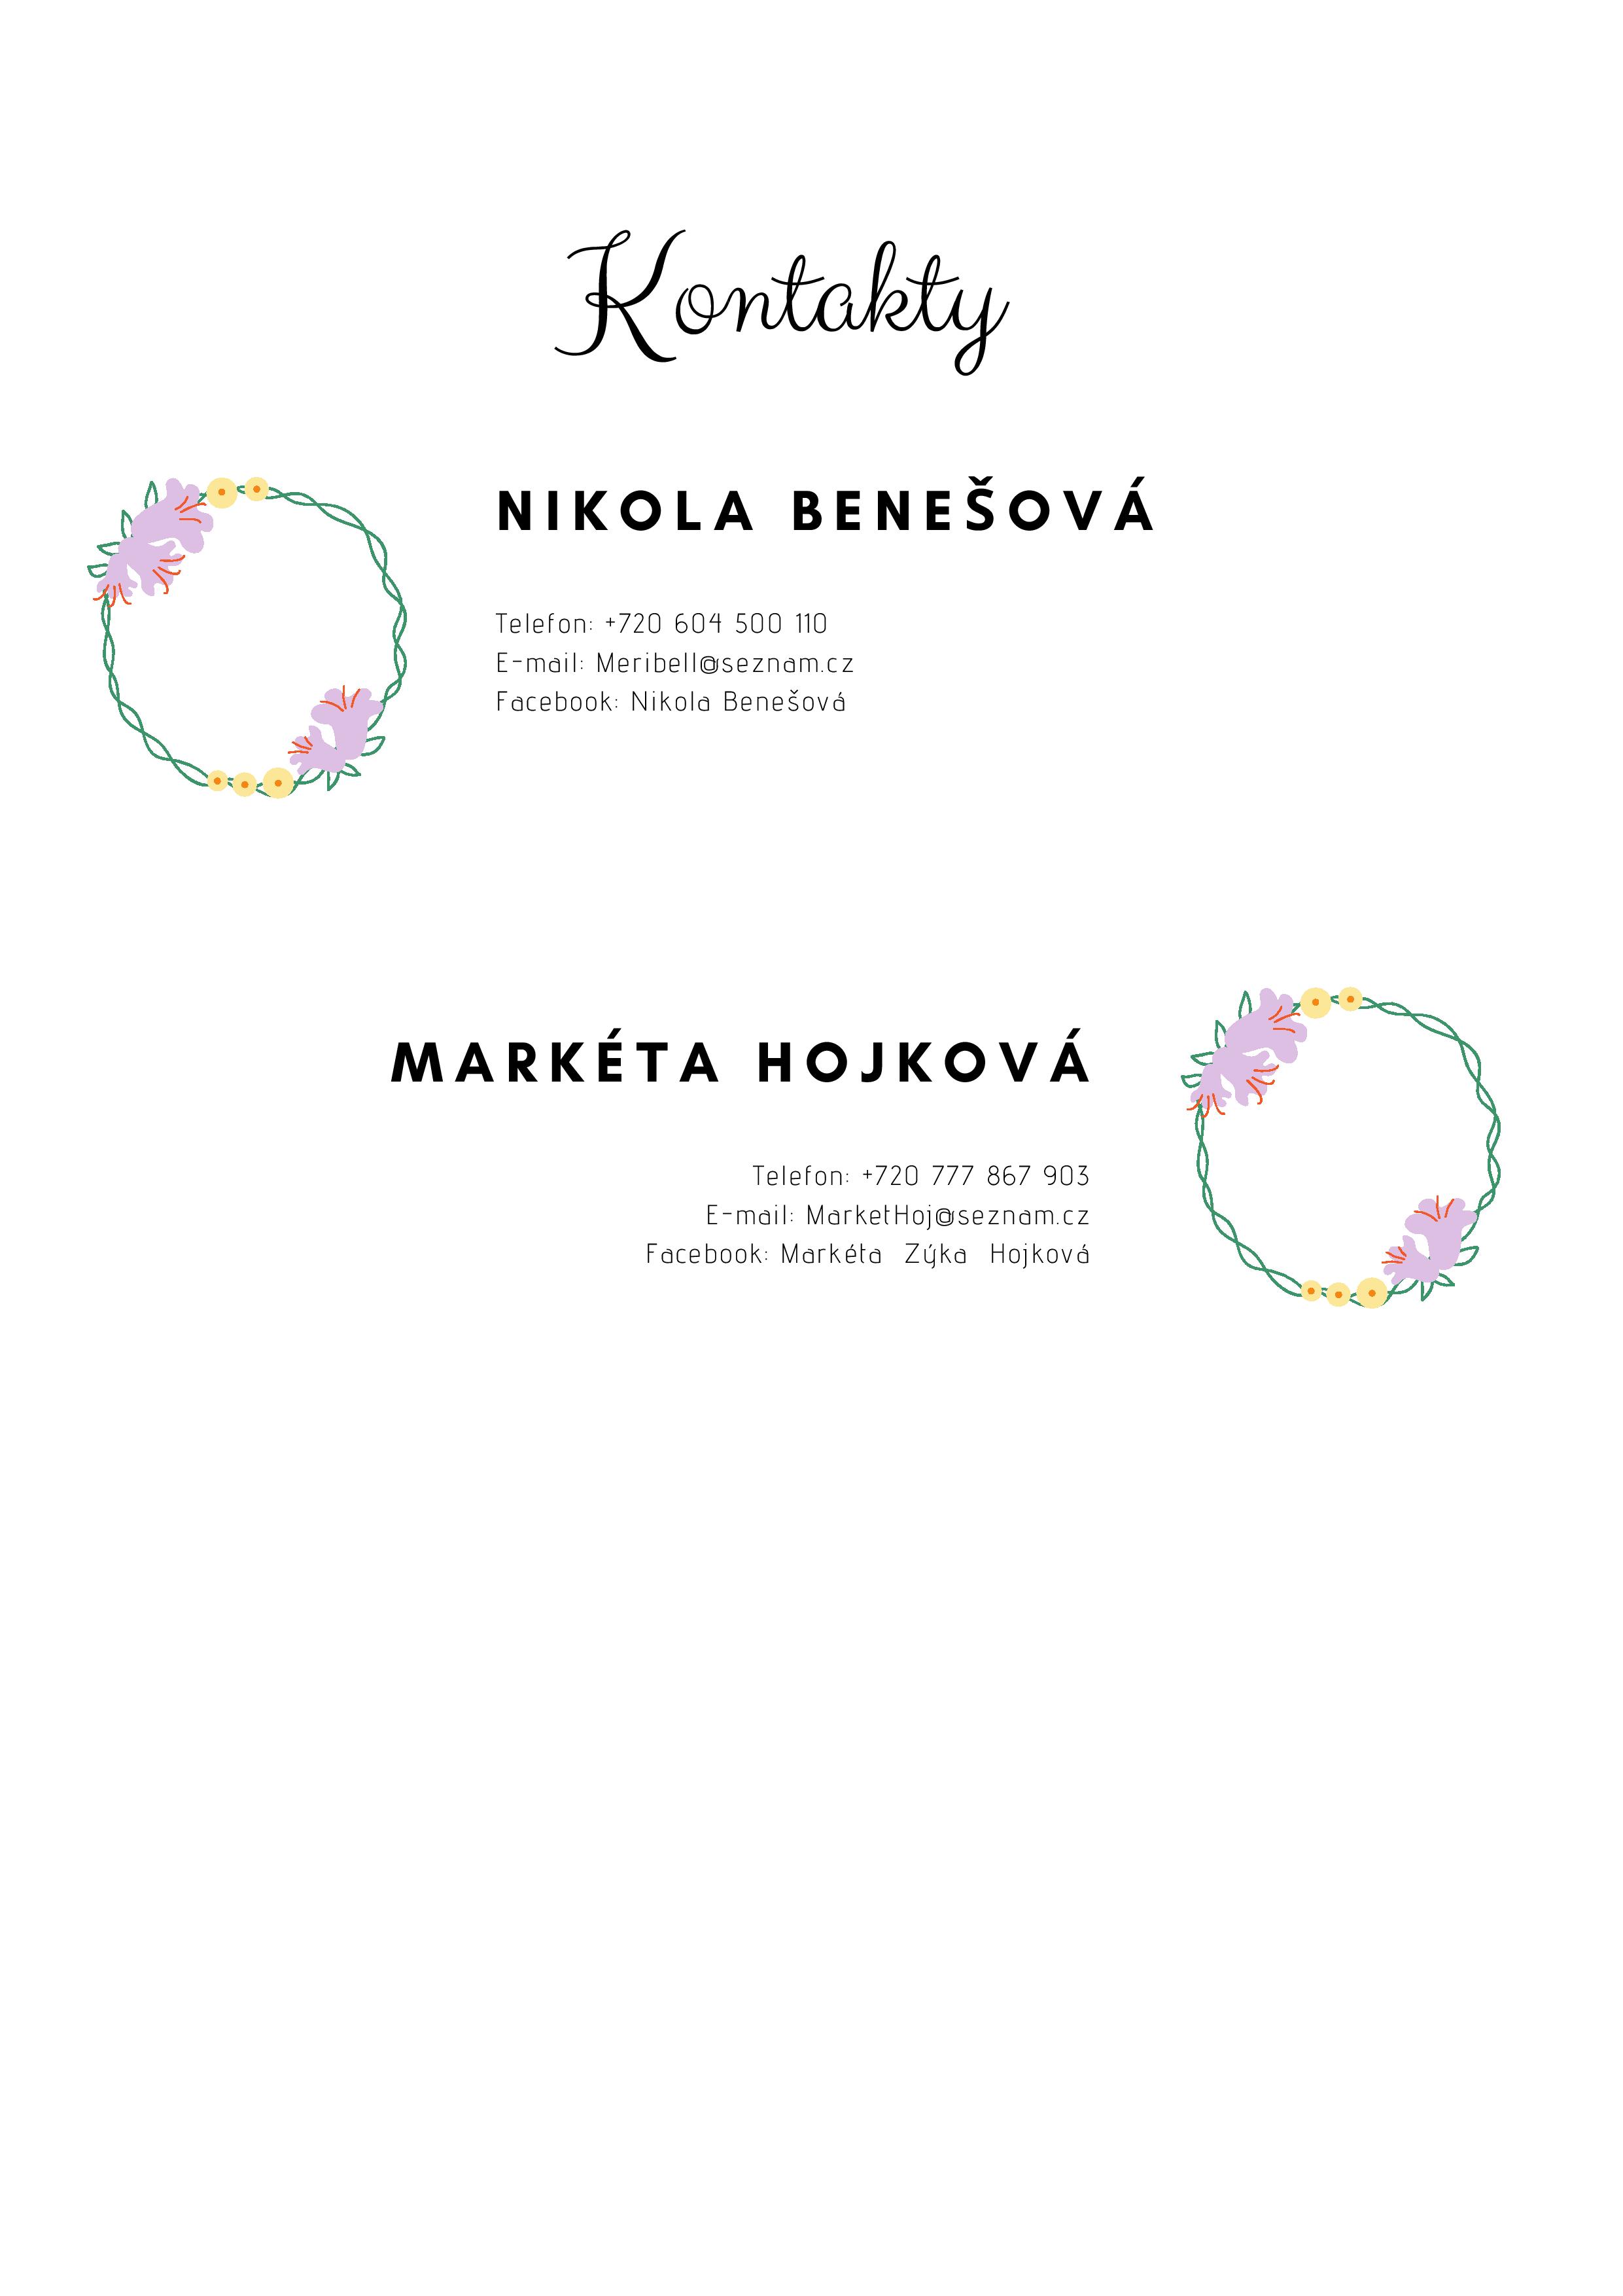 Kontakty
NIKOLA BENEŠOVÁ
Telefon: +720 604 500 110
E-mail: Meribell@seznam.cz
Facebook: Nikola Benešová
MARKÉTA HOJKOVÁ
Telefon: +720 777 867 903
E-mail: MarketHoj@seznam.cz
Facebook: Markéta Zýka Hojková